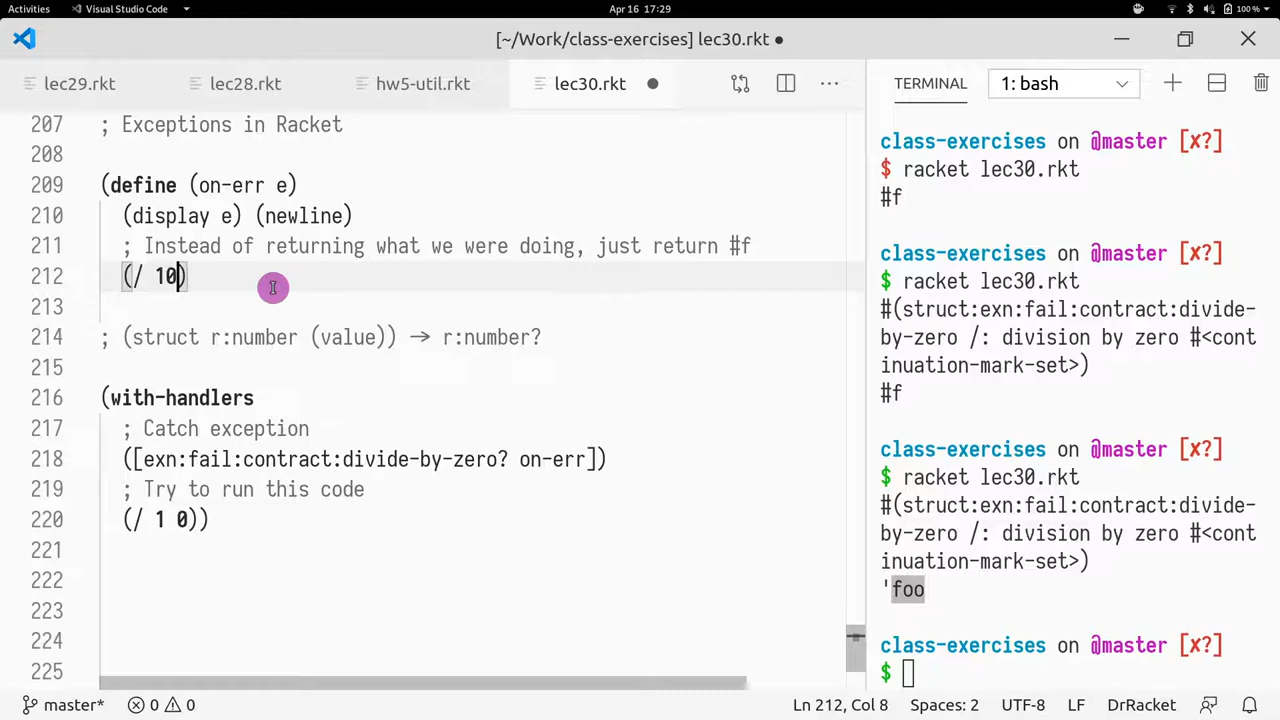 Activities Visual Studio Code Apr 16 17:29 100 %
[~/Work/class-exercises] lec30.rkt ●
lec29.rkt lec28.rkt hw5-util.rkt lec30.rkt ● ···
TERMINAL 1: bash
207 ; Exceptions in Racket
208
209 (define (on-err e)
210 (display e) (newline)
211 ; Instead of returning what we were doing, just return #f
212 (/ 10)
213
214 ; (struct r:number (value)) → r:number?
215
216 (with-handlers
217 ; Catch exception
218 ([exn:fail:contract:divide-by-zero? on-err])
219 ; Try to run this code
220 (/ 1 0))
221
222
223
224
225
class-exercises on @master [✘?]
$ racket lec30.rkt
#f
class-exercises on @master [✘?]
$ racket lec30.rkt
#(struct:exn:fail:contract:divide-
by-zero /: division by zero #<cont
inuation-mark-set>)
#f
class-exercises on @master [✘?]
$ racket lec30.rkt
#(struct:exn:fail:contract:divide-
by-zero /: division by zero #<cont
inuation-mark-set>)
'foo
class-exercises on @master [✘?]
$
master* 0 0 Ln 212, Col 8 Spaces: 2 UTF-8 LF DrRacket